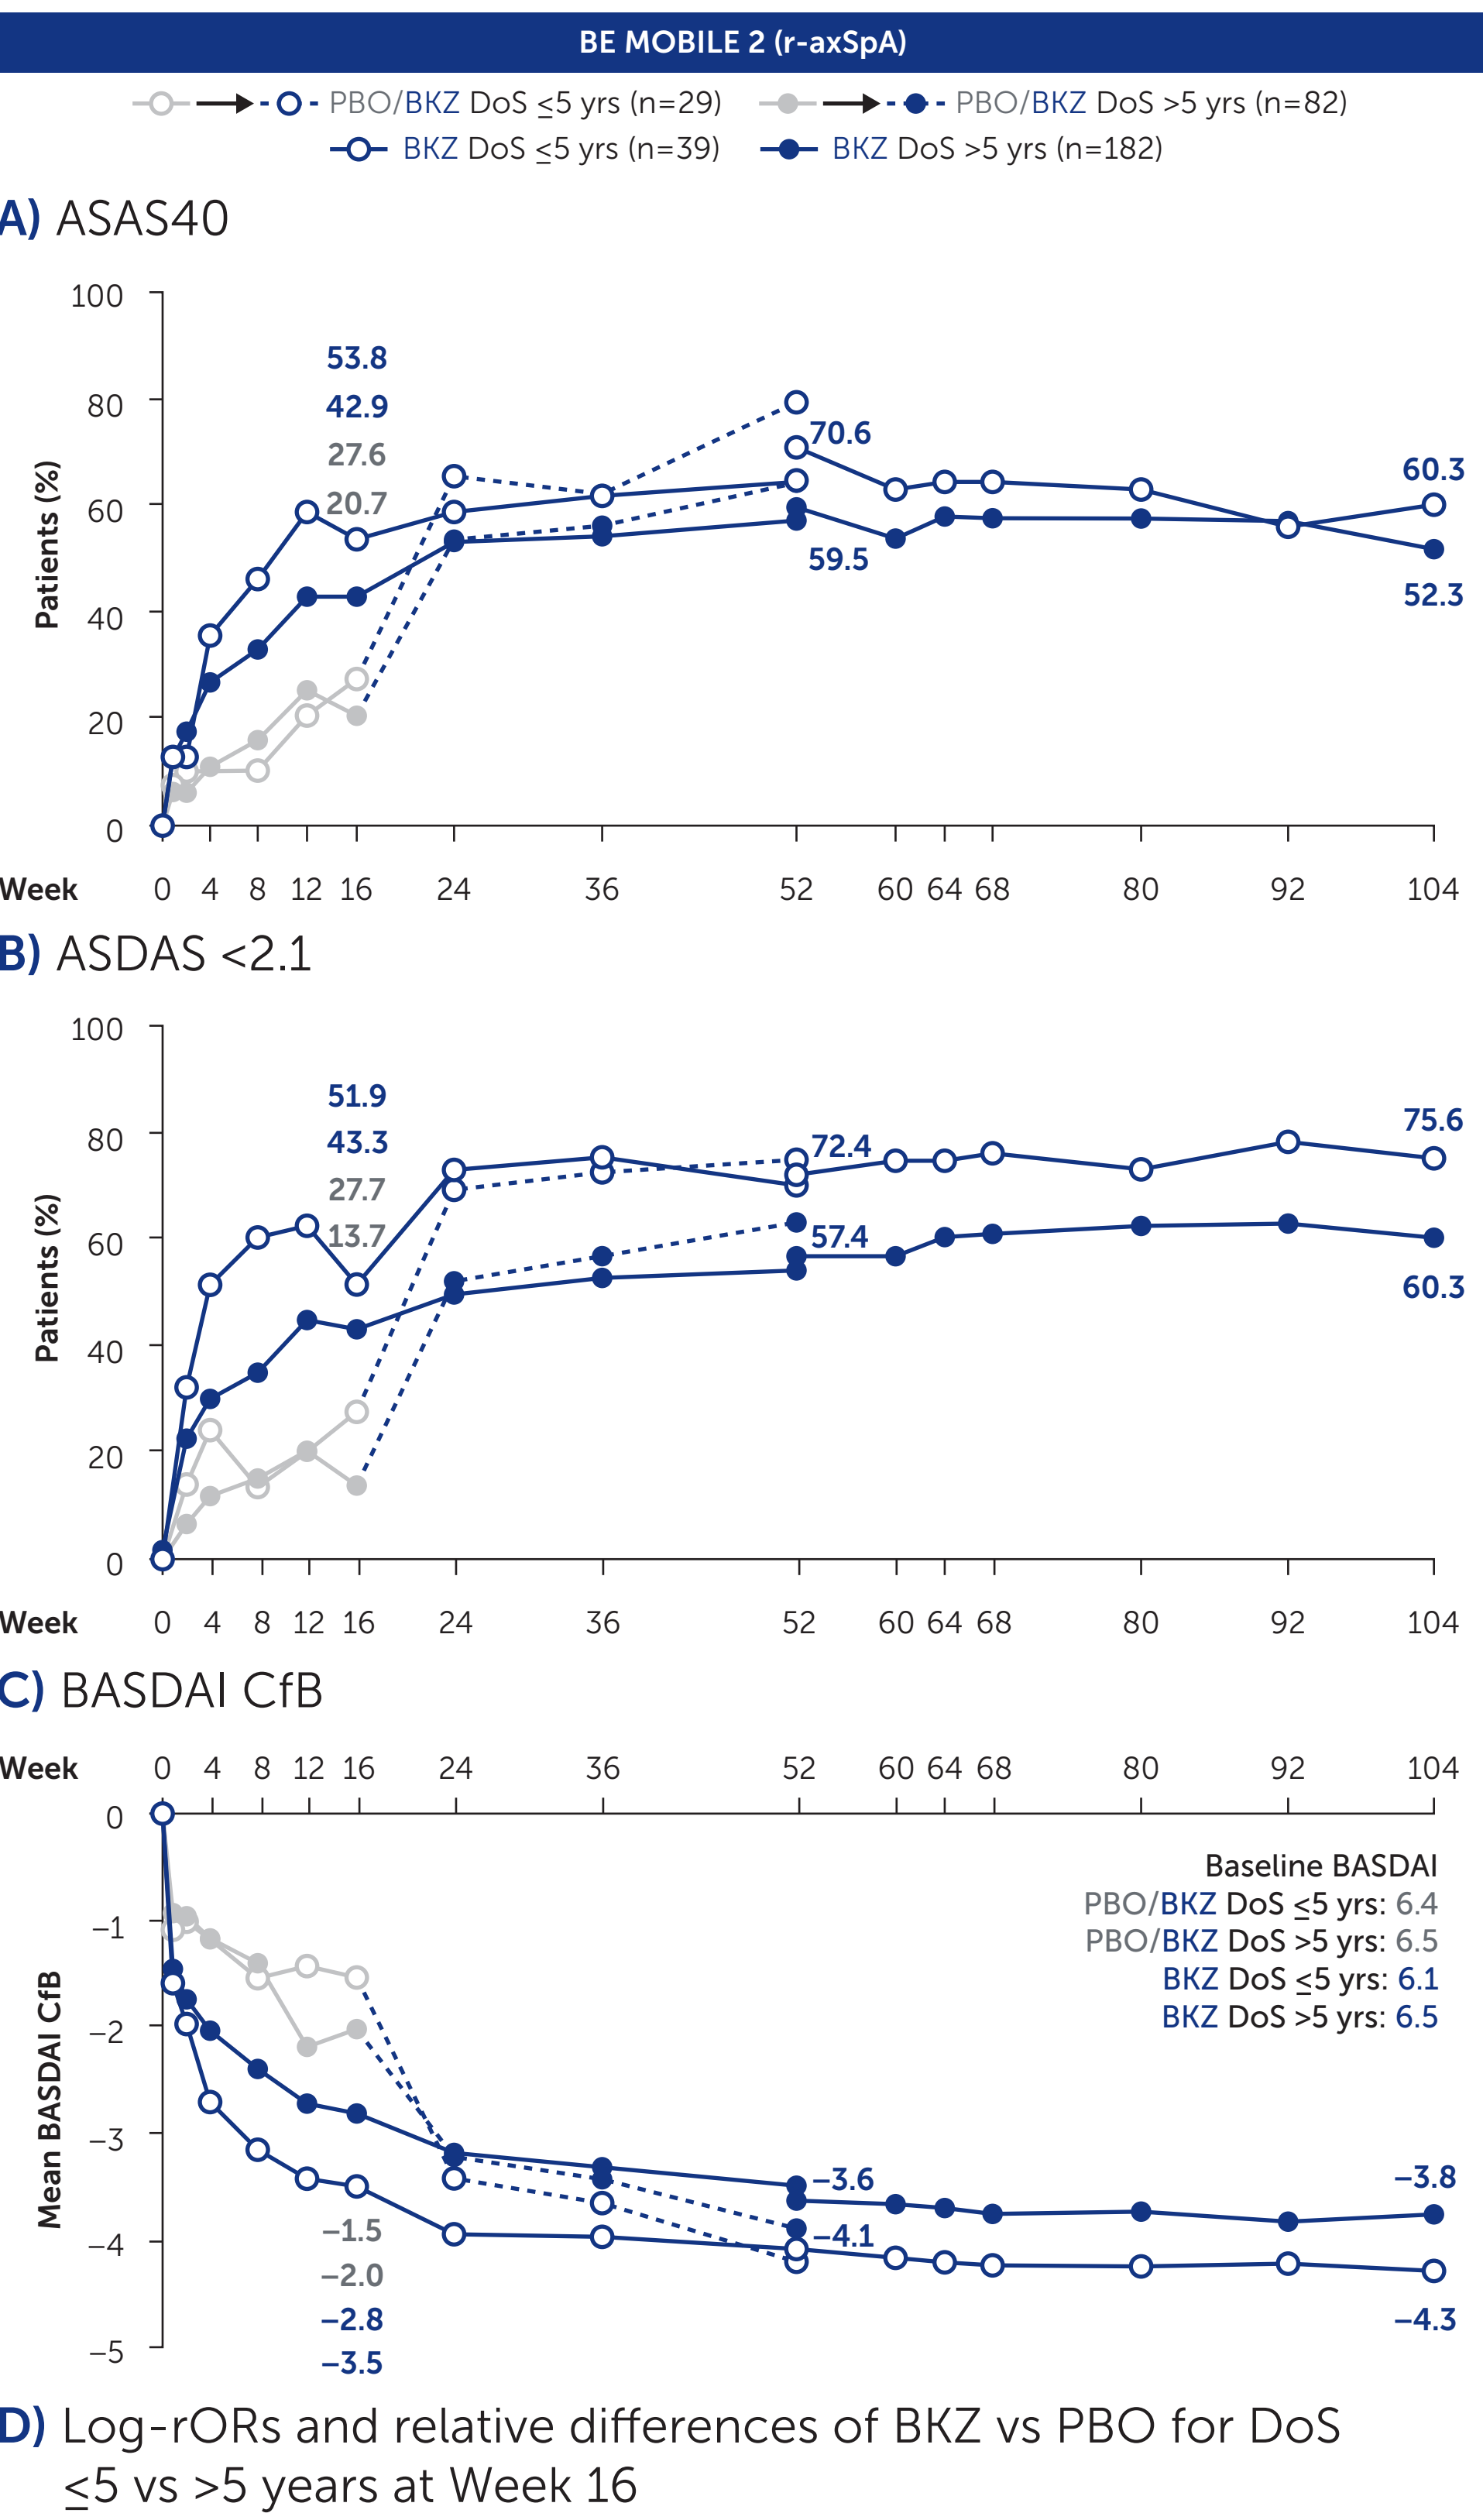 BE MOBILE 2 (r-axSpA)
PBO/BKZ DoS ≤5 yrs (n=29) PBO/BKZ DoS >5 yrs (n=82)
BKZ DoS ≤5 yrs (n=39) BKZ DoS >5 yrs (n=182)
A) ASAS40
Patients (%)
100
80
60
40
20
0
53.8
42.9
27.6
20.7
70.6
59.5
60.3
52.3
Week 0 4 8 12 16 24 36 52 60 64 68 80 92 104
B) ASDAS <2.1
Patients (%)
100
80
60
40
20
0
51.9
43.3
27.7
13.7
72.4
57.4
75.6
60.3
Week 0 4 8 12 16 24 36 52 60 64 68 80 92 104
C) BASDAI CfB
Week 0 4 8 12 16 24 36 52 60 64 68 80 92 104
Mean BASDAI CfB
0
−1
−2
−3
−4
−5
Baseline BASDAI
PBO/BKZ DoS ≤5 yrs: 6.4
PBO/BKZ DoS >5 yrs: 6.5
BKZ DoS ≤5 yrs: 6.1
BKZ DoS >5 yrs: 6.5
−1.5
−2.0
−2.8
−3.5
−3.6
−4.1
−3.8
−4.3
D) Log-rORs and relative differences of BKZ vs PBO for DoS
≤5 vs >5 years at Week 16